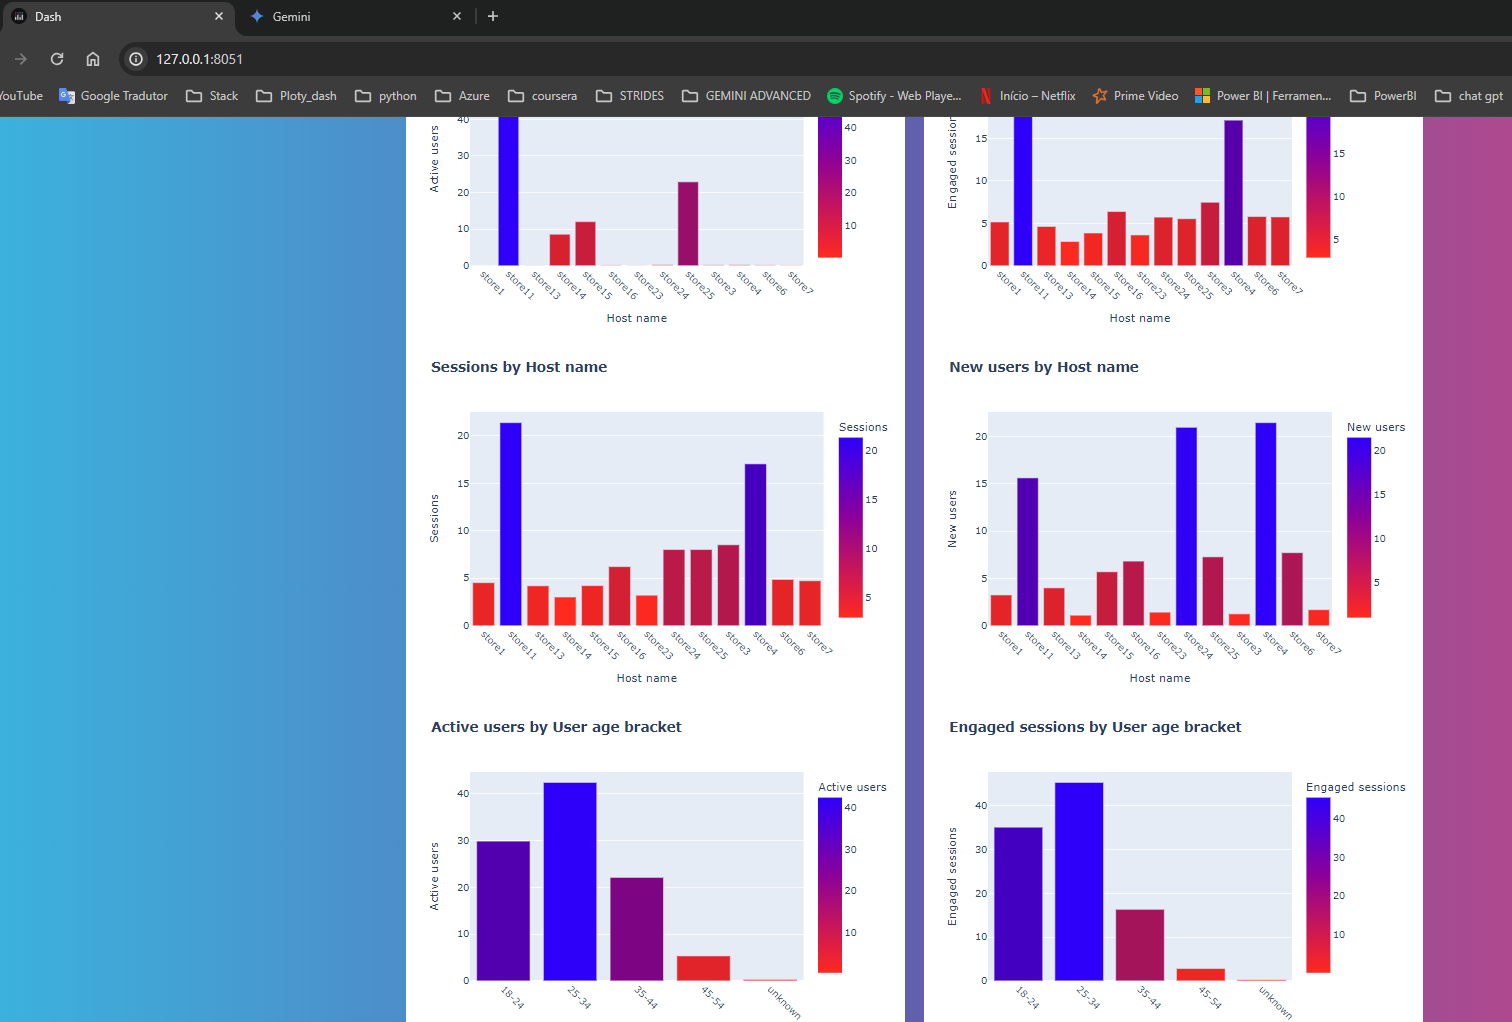 Dash
Gemini
127.0.0.1:8051
YouTube
Google Tradutor
Stack
Ploty_dash
python
Azure
coursera
STRIDES
GEMINI ADVANCED
Spotify - Web Playe...
Início – Netflix
Prime Video
Power BI | Ferramen...
PowerBI
chat gpt
Active users
40
30
20
10
0
store1
store11
store13
store14
store15
store16
store23
store24
store25
store3
store4
store6
store7
Host name
40
30
20
10
Engaged session
15
10
5
0
store1
store11
store13
store14
store15
store16
store23
store24
store25
store3
store4
store6
store7
Host name
15
10
5
Sessions by Host name
Sessions
20
15
10
5
0
store1
store11
store13
store14
store15
store16
store23
store24
store25
store3
store4
store6
store7
Host name
Sessions
20
15
10
5
New users by Host name
New users
20
15
10
5
0
store1
store11
store13
store14
store15
store16
store23
store24
store25
store3
store4
store6
store7
Host name
New users
20
15
10
5
Active users by User age bracket
Active users
40
30
20
10
0
18-24
25-34
35-44
45-54
unknown
Active users
40
30
20
10
Engaged sessions by User age bracket
Engaged sessions
40
30
20
10
0
18-24
25-34
35-44
45-54
unknown
Engaged sessions
40
30
20
10